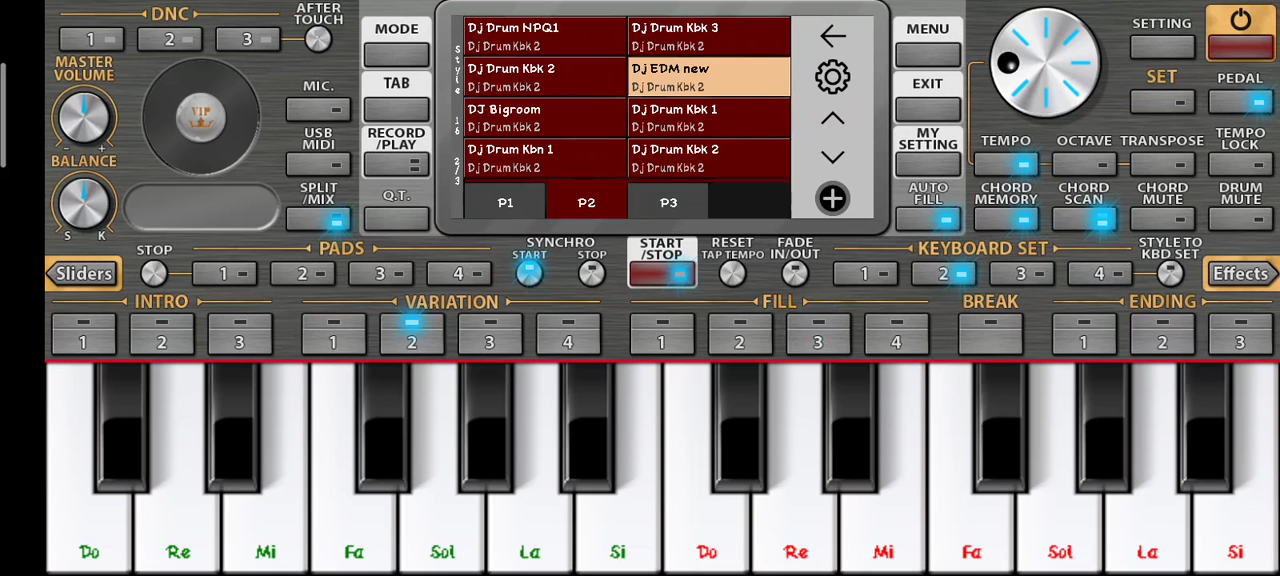 DNC
AFTER TOUCH
1 2 3
MASTER VOLUME
- +
BALANCE
S K
VIP
MIC.
USB MIDI
SPLIT /MIX
MODE
TAB
RECORD /PLAY
Q.T.
Style
16
2/3
Dj Drum NPQ1
Dj Drum Kbk 2
Dj Drum Kbk 3
Dj Drum Kbk 2
Dj Drum Kbk 2
Dj Drum Kbk 2
Dj EDM new
Dj Drum Kbk 2
DJ Bigroom
Dj Drum Kbk 2
Dj Drum Kbk 1
Dj Drum Kbk 2
Dj Drum Kbn 1
Dj Drum Kbk 2
Dj Drum Kbk 2
Dj Drum Kbk 2
P1 P2 P3
MENU
EXIT
MY SETTING
AUTO FILL
SETTING
SET
PEDAL
TEMPO OCTAVE TRANSPOSE TEMPO LOCK
CHORD MEMORY
CHORD SCAN
CHORD MUTE
DRUM MUTE
Sliders
STOP
PADS
1 2 3 4
SYNCHRO
START STOP
START /STOP
RESET TAP TEMPO
FADE IN/OUT
KEYBOARD SET
1 2 3 4
STYLE TO KBD SET
Effects
INTRO
1 2 3
VARIATION
1 2 3 4
FILL
1 2 3 4
BREAK
ENDING
1 2 3
Do Re Mi Fa Sol La Si Do Re Mi Fa Sol La Si